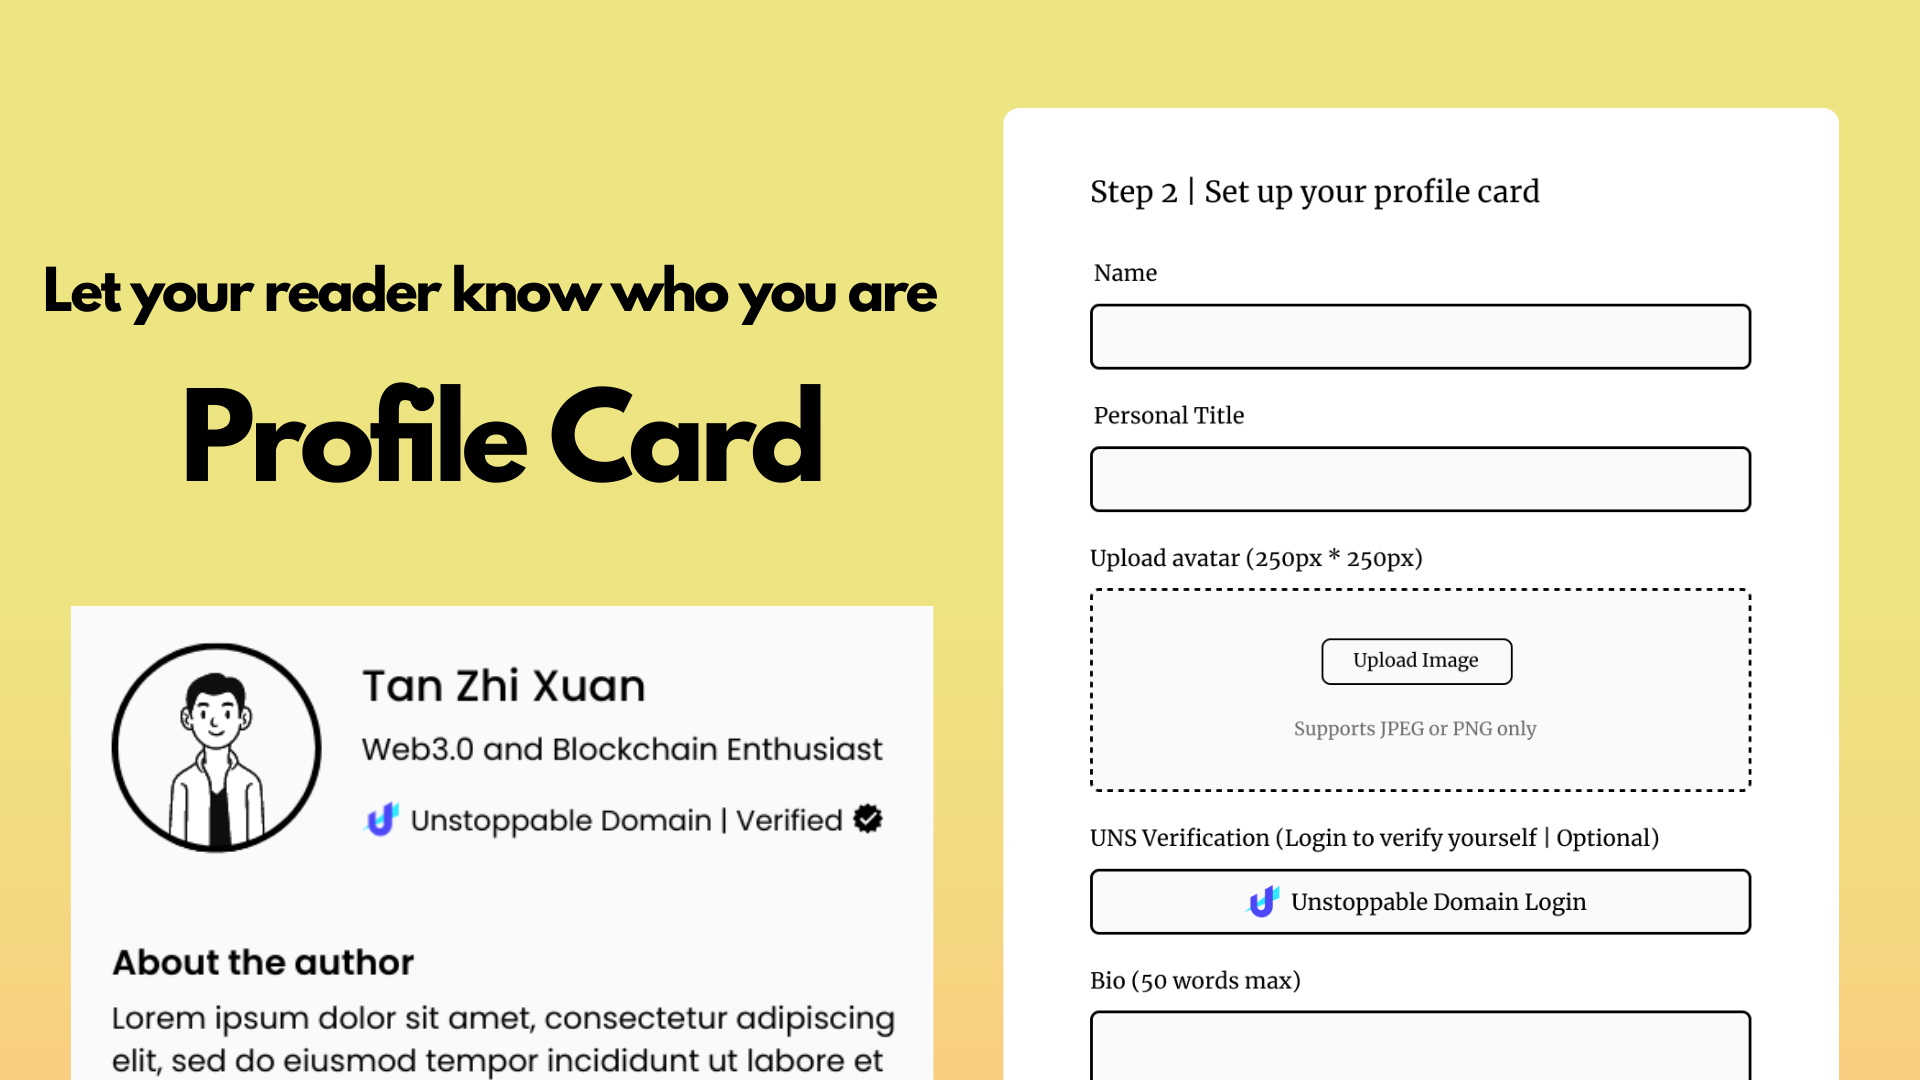 Let your reader know who you are
Profile Card
Tan Zhi Xuan
Web3.0 and Blockchain Enthusiast
Unstoppable Domain | Verified
About the author
Lorem ipsum dolor sit amet, consectetur adipiscing
elit, sed do eiusmod tempor incididunt ut labore et
Step 2 | Set up your profile card
Name
Personal Title
Upload avatar (250px * 250px)
Upload Image
Supports JPEG or PNG only
UNS Verification (Login to verify yourself | Optional)
Unstoppable Domain Login
Bio (50 words max)